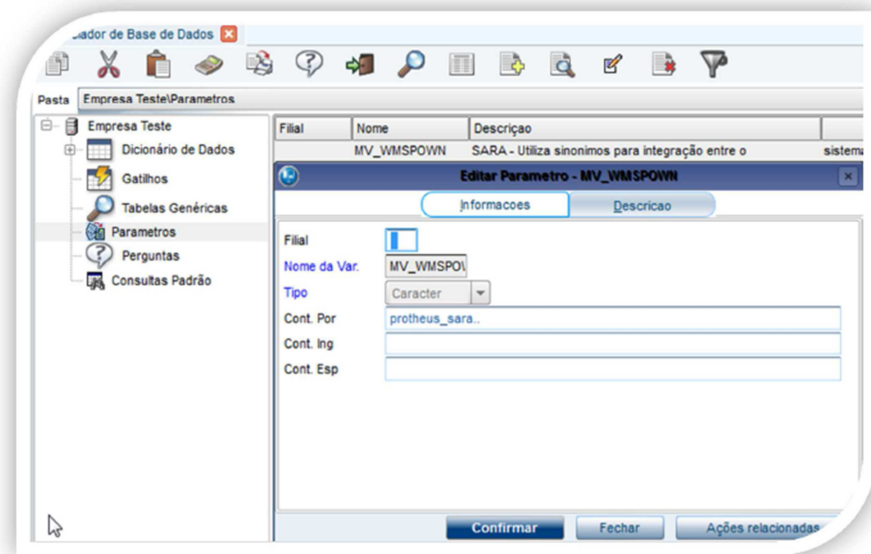 de Base de Dados
Pasta Empresa Teste\Parametros
Empresa Teste
Dicionário de Dados
Gatilhos
Tabelas Genéricas
Parametros
Perguntas
Consultas Padrão
Filial Nome Descriçao
MV_WMSPOWN SARA - Utiliza sinonimos para integração entre o sistema
Editar Parametro - MV_WMSPOWN
Informacoes Descricao
Filial
Nome da Var. MV_WMSPO
Tipo Caracter
Cont. Por protheus_sara..
Cont. Ing
Cont. Esp
Confirmar Fechar Ações relacionadas